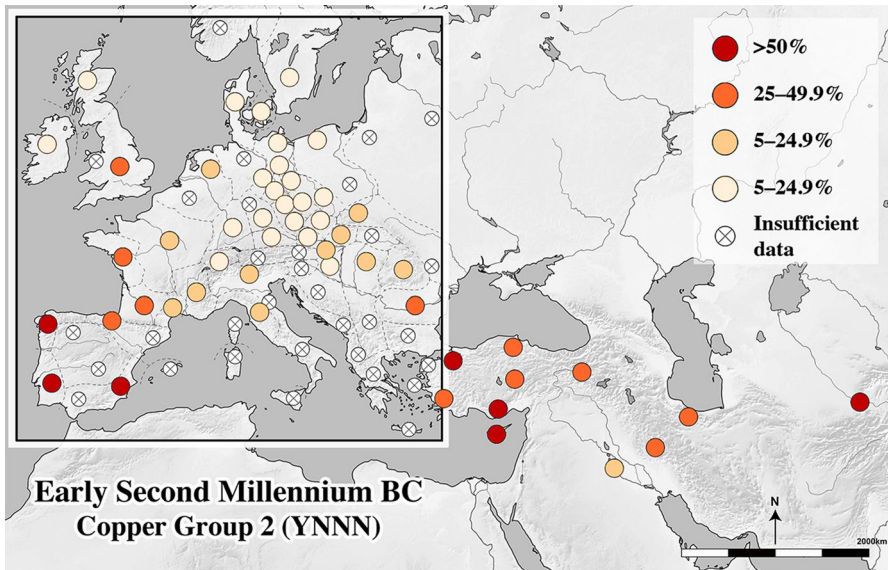 >50%
25–49.9%
5–24.9%
5–24.9%
Insufficient
data
Early Second Millennium BC
Copper Group 2 (YNNN)
N
2000km